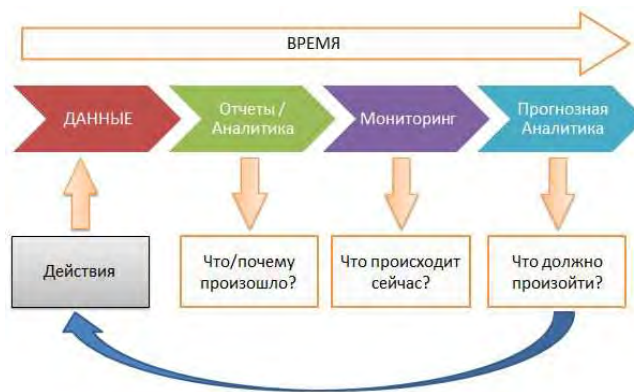 ВРЕМЯ
ДАННЫЕ
Отчеты /
Аналитика
Мониторинг
Прогнозная
Аналитика
Действия
Что/почему
произошло?
Что происходит
сейчас?
Что должно
произойти?